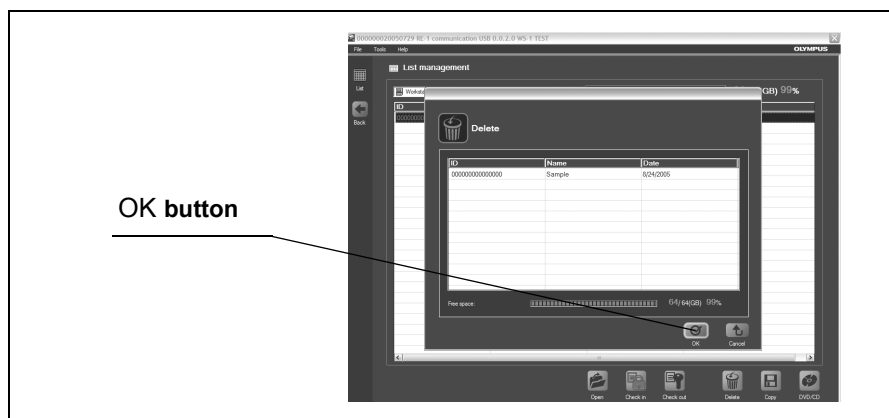 000000020050729 RE-1 communication USB 0.0.2.0 WS-1 TEST
File Tools Help
OLYMPUS
List management
List
(GB) 99%
ID
Back
Delete
ID Name Date
000000000000000 Sample 8/24/2005
OK button
Free space: 64/64(GB) 99%
OK Cancel
Open Check in Check out Delete Copy DVD/CD